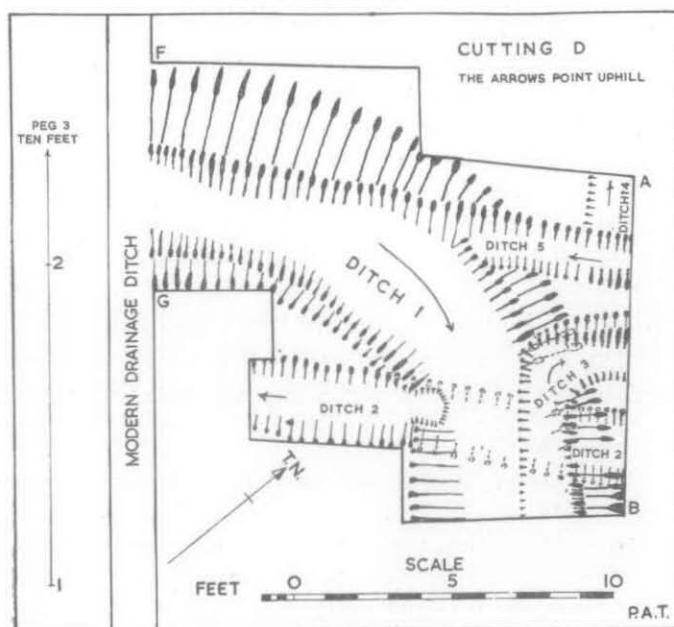 F
CUTTING D
THE ARROWS POINT UPHILL
PEG 3
TEN FEET
A
DITCH 4
DITCH 5
2
DITCH 1
G
MODERN DRAINAGE DITCH
DITCH 3
DITCH 2
DITCH 2
T.N.
B
SCALE
FEET 0 5 10
1
P.A.T.